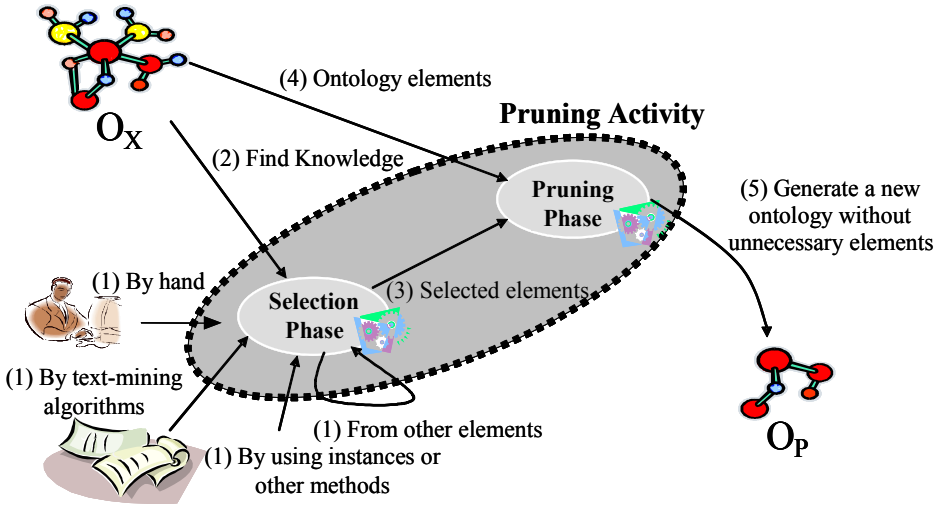 (4) Ontology elements
O_X
Pruning Activity
(2) Find Knowledge
Pruning
Phase
(5) Generate a new
ontology without
unnecessary elements
(1) By hand
(3) Selected elements
Selection
Phase
(1) By text-mining
algorithms
(1) From other elements
(1) By using instances or
other methods
O_P